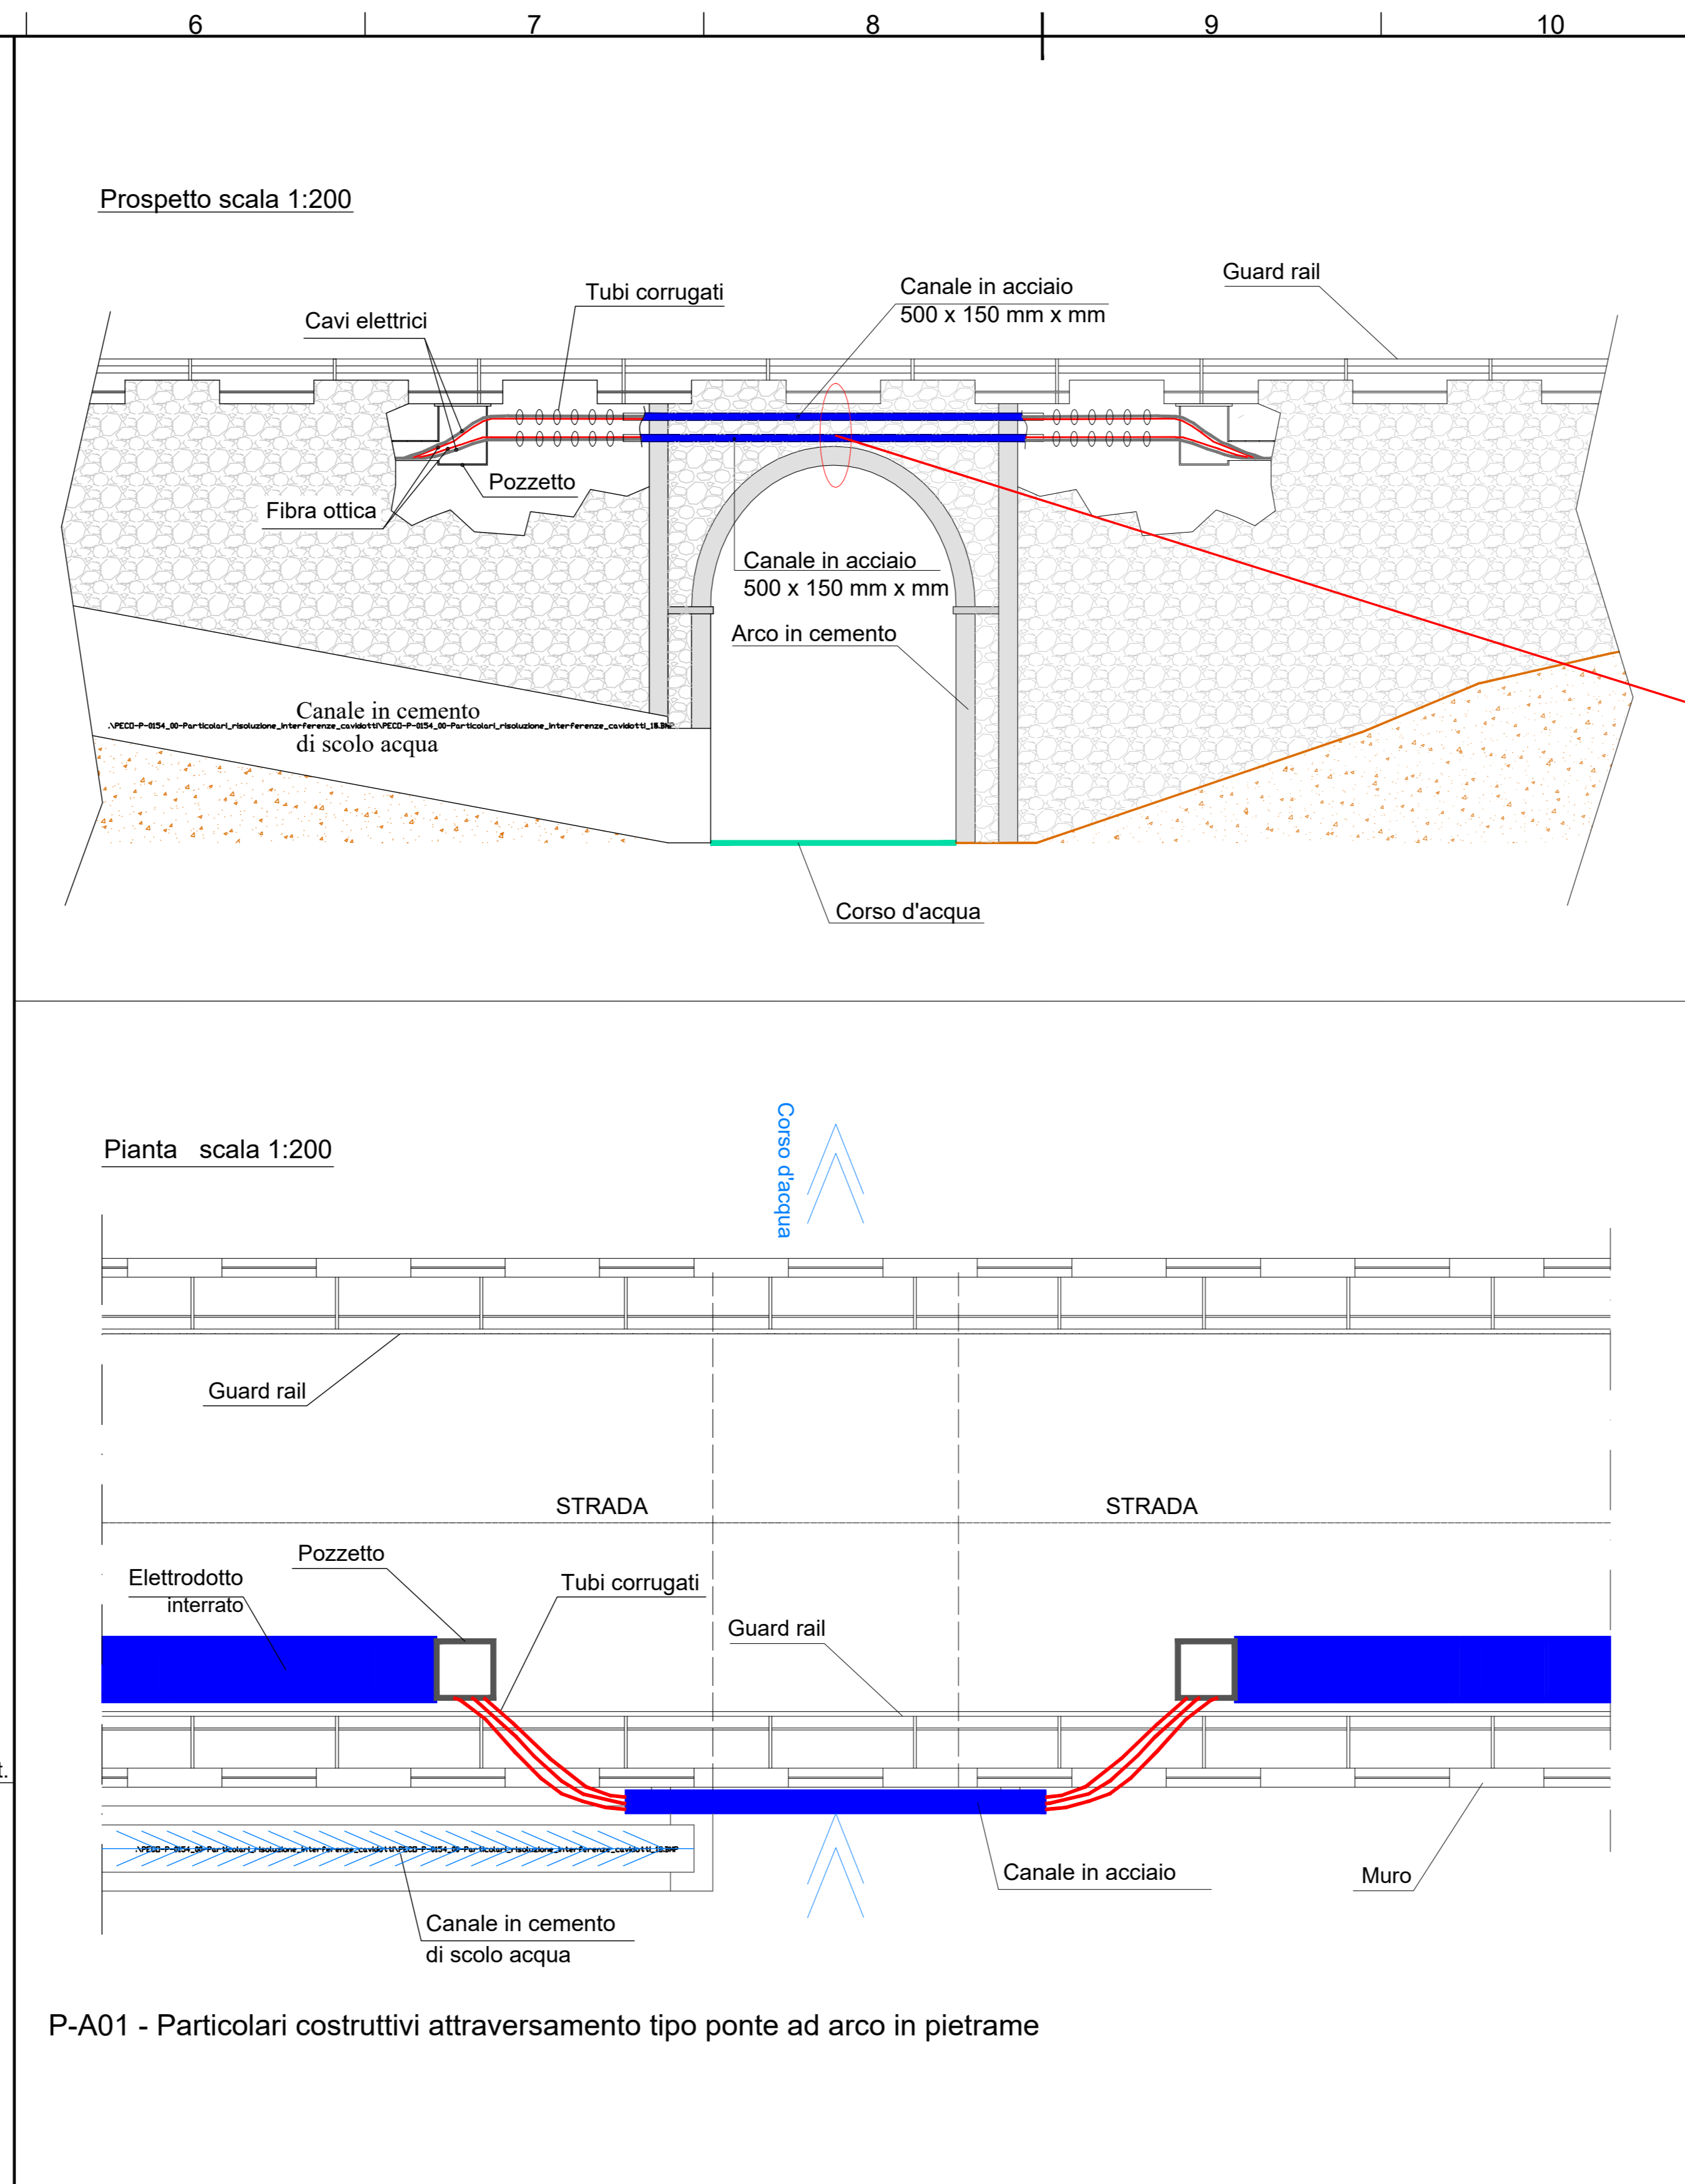 6 7 8 9 10
Prospetto scala 1:200
Guard rail
Canale in acciaio
500 x 150 mm x mm
Tubi corrugati
Cavi elettrici
Pozzetto
Fibra ottica
Canale in acciaio
500 x 150 mm x mm
Arco in cemento
Canale in cemento
di scolo acqua
Corso d'acqua
Pianta scala 1:200
Corso d'acqua
Guard rail
STRADA STRADA
Pozzetto
Elettrodotto
interrato
Tubi corrugati
Guard rail
t.
Canale in acciaio
Muro
Canale in cemento
di scolo acqua
P-A01 - Particolari costruttivi attraversamento tipo ponte ad arco in pietrame